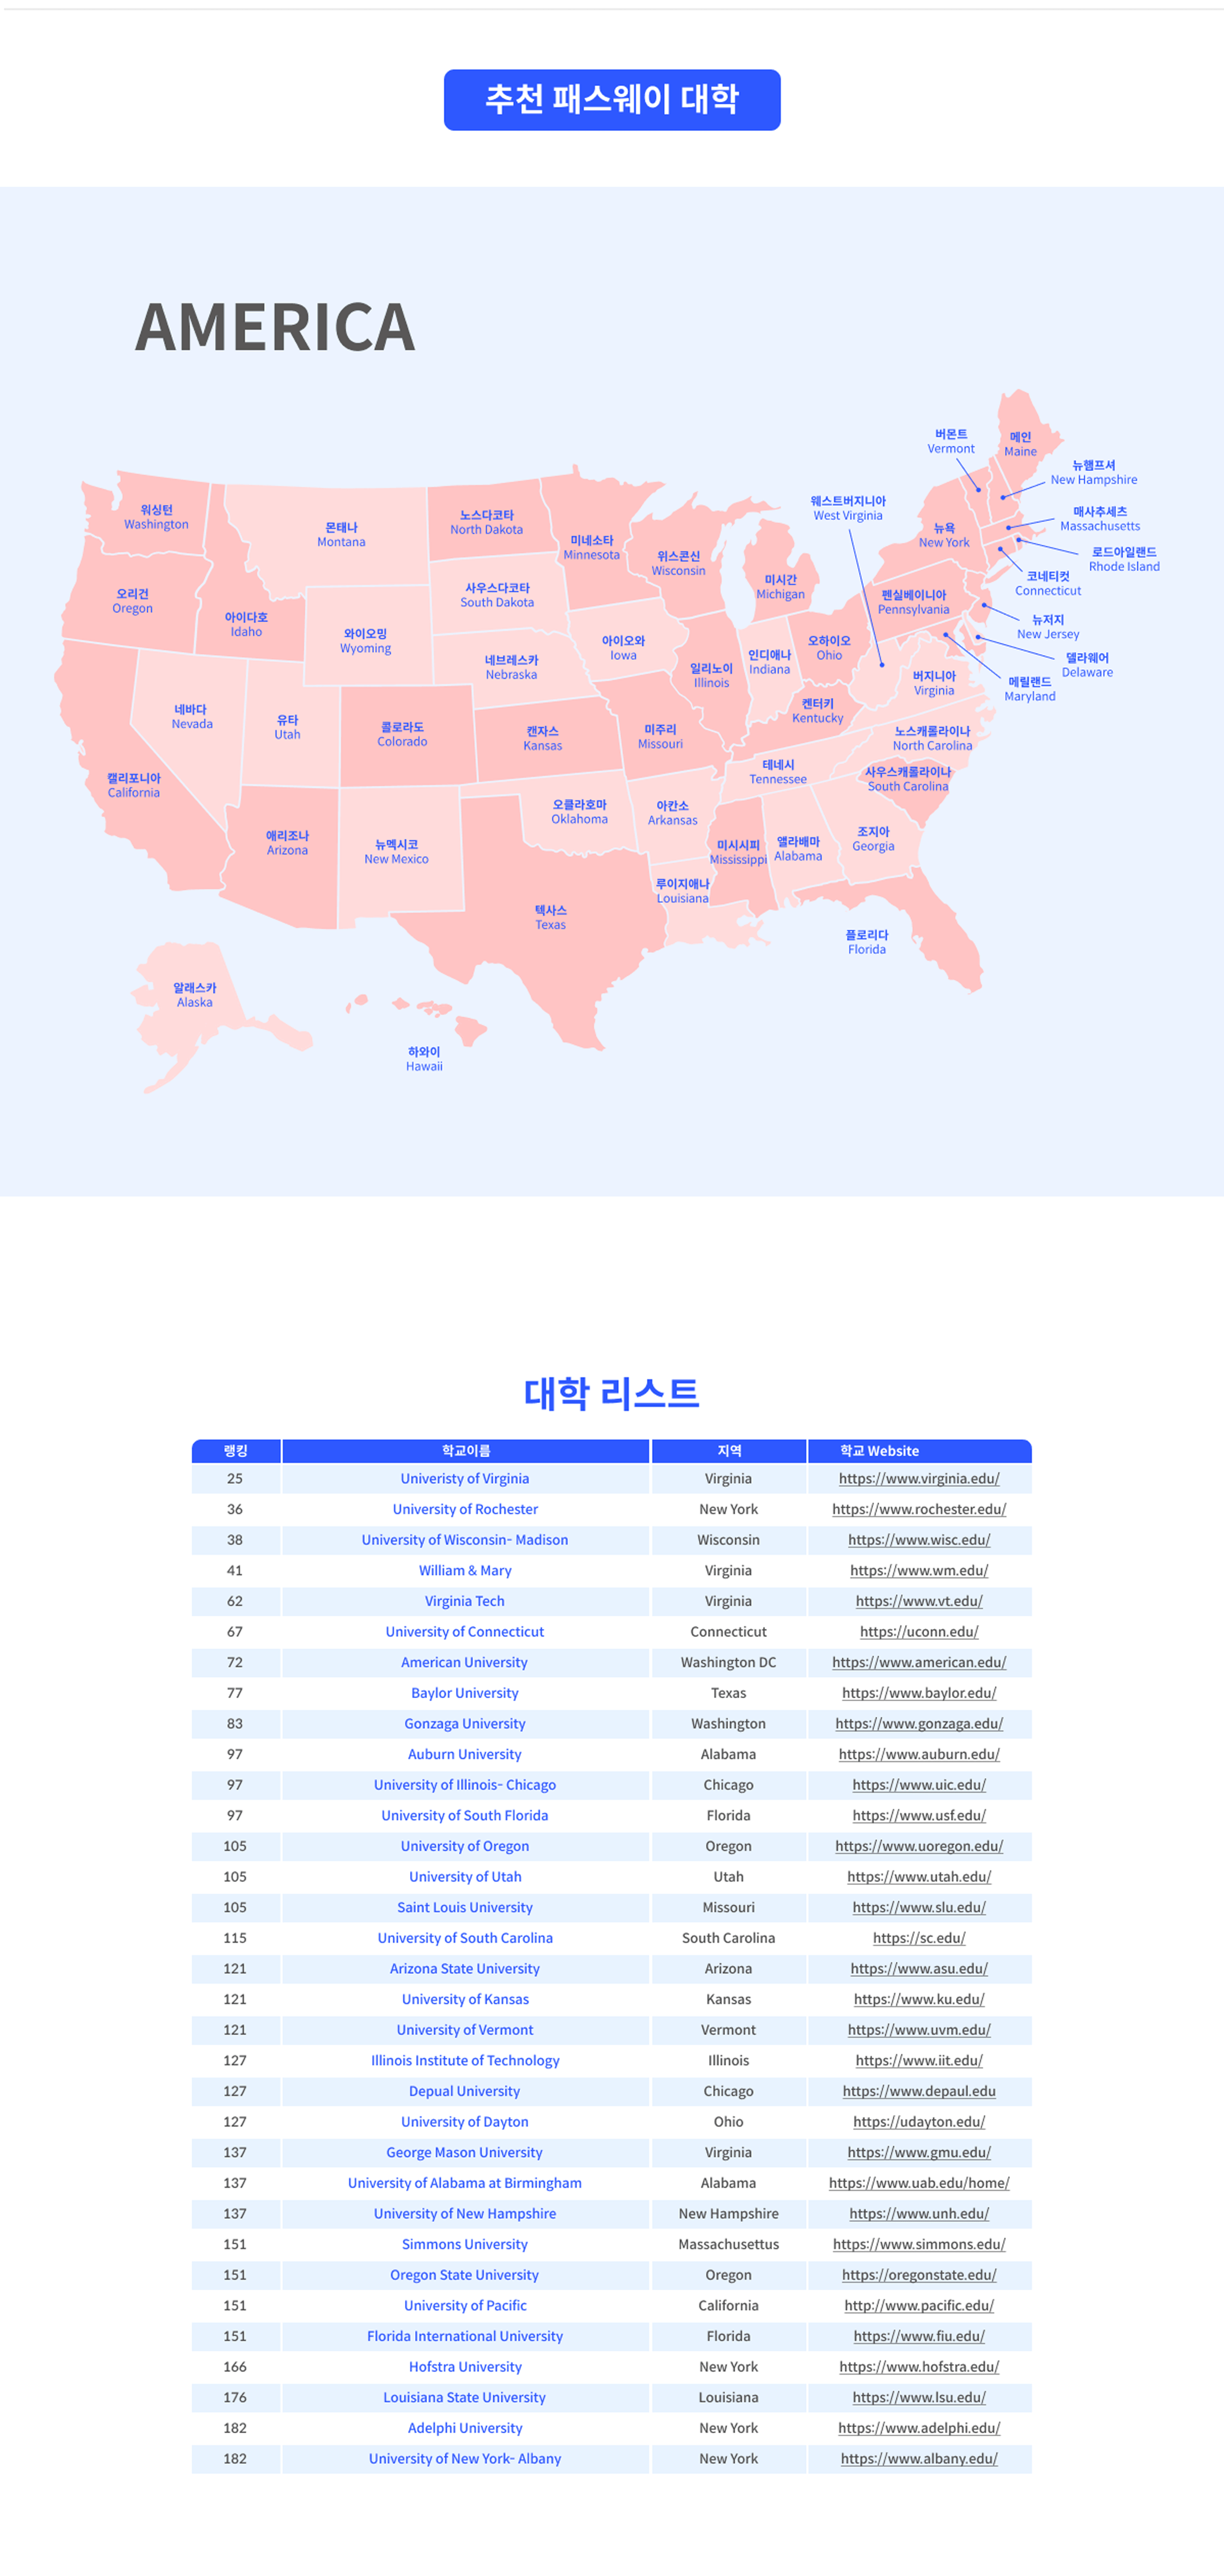 추천 패스웨이 대학
AMERICA
버몬트
Vermont
메인
Maine
뉴햄프셔
New Hampshire
웨스트버지니아
West Virginia
매사추세츠
Massachusetts
워싱턴
Washington
몬태나
Montana
노스다코타
North Dakota
미네소타
Minnesota
위스콘신
Wisconsin
미시간
Michigan
뉴욕
New York
로드아일랜드
Rhode Island
코네티컷
Connecticut
오리건
Oregon
아이다호
Idaho
와이오밍
Wyoming
사우스다코타
South Dakota
펜실베이니아
Pennsylvania
뉴저지
New Jersey
네브레스카
Nebraska
아이오와
Iowa
일리노이
Illinois
인디애나
Indiana
오하이오
Ohio
델라웨어
Delaware
버지니아
Virginia
메릴랜드
Maryland
네바다
Nevada
유타
Utah
콜로라도
Colorado
캔자스
Kansas
미주리
Missouri
켄터키
Kentucky
노스캐롤라이나
North Carolina
캘리포니아
California
테네시
Tennessee
사우스캐롤라이나
South Carolina
애리조나
Arizona
뉴멕시코
New Mexico
오클라호마
Oklahoma
아칸소
Arkansas
미시시피
Mississippi
앨라배마
Alabama
조지아
Georgia
루이지애나
Louisiana
텍사스
Texas
플로리다
Florida
알래스카
Alaska
하와이
Hawaii
대학 리스트
랭킹 학교이름 지역 학교 Website
25 Univeristy of Virginia Virginia https://www.virginia.edu/
36 University of Rochester New York https://www.rochester.edu/
38 University of Wisconsin- Madison Wisconsin https://www.wisc.edu/
41 William & Mary Virginia https://www.wm.edu/
62 Virginia Tech Virginia https://www.vt.edu/
67 University of Connecticut Connecticut https://uconn.edu/
72 American University Washington DC https://www.american.edu/
77 Baylor University Texas https://www.baylor.edu/
83 Gonzaga University Washington https://www.gonzaga.edu/
97 Auburn University Alabama https://www.auburn.edu/
97 University of Illinois- Chicago Chicago https://www.uic.edu/
97 University of South Florida Florida https://www.usf.edu/
105 University of Oregon Oregon https://www.uoregon.edu/
105 University of Utah Utah https://www.utah.edu/
105 Saint Louis University Missouri https://www.slu.edu/
115 University of South Carolina South Carolina https://sc.edu/
121 Arizona State University Arizona https://www.asu.edu/
121 University of Kansas Kansas https://www.ku.edu/
121 University of Vermont Vermont https://www.uvm.edu/
127 Illinois Institute of Technology Illinois https://www.iit.edu/
127 Depual University Chicago https://www.depaul.edu
127 University of Dayton Ohio https://udayton.edu/
137 George Mason University Virginia https://www.gmu.edu/
137 University of Alabama at Birmingham Alabama https://www.uab.edu/home/
137 University of New Hampshire New Hampshire https://www.unh.edu/
151 Simmons University Massachusettus https://www.simmons.edu/
151 Oregon State University Oregon https://oregonstate.edu/
151 University of Pacific California http://www.pacific.edu/
151 Florida International University Florida https://www.fiu.edu/
166 Hofstra University New York https://www.hofstra.edu/
176 Louisiana State University Louisiana https://www.lsu.edu/
182 Adelphi University New York https://www.adelphi.edu/
182 University of New York- Albany New York https://www.albany.edu/